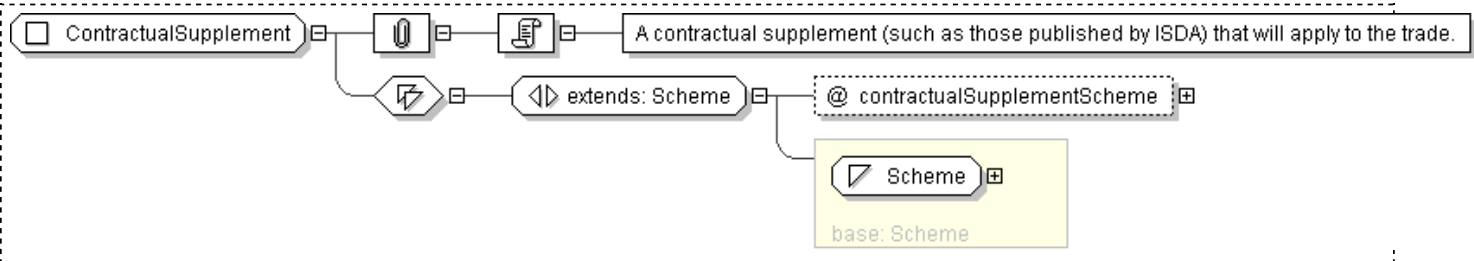 ContractualSupplement
A contractual supplement (such as those published by ISDA) that will apply to the trade.
extends: Scheme
@ contractualSupplementScheme
Scheme
base: Scheme